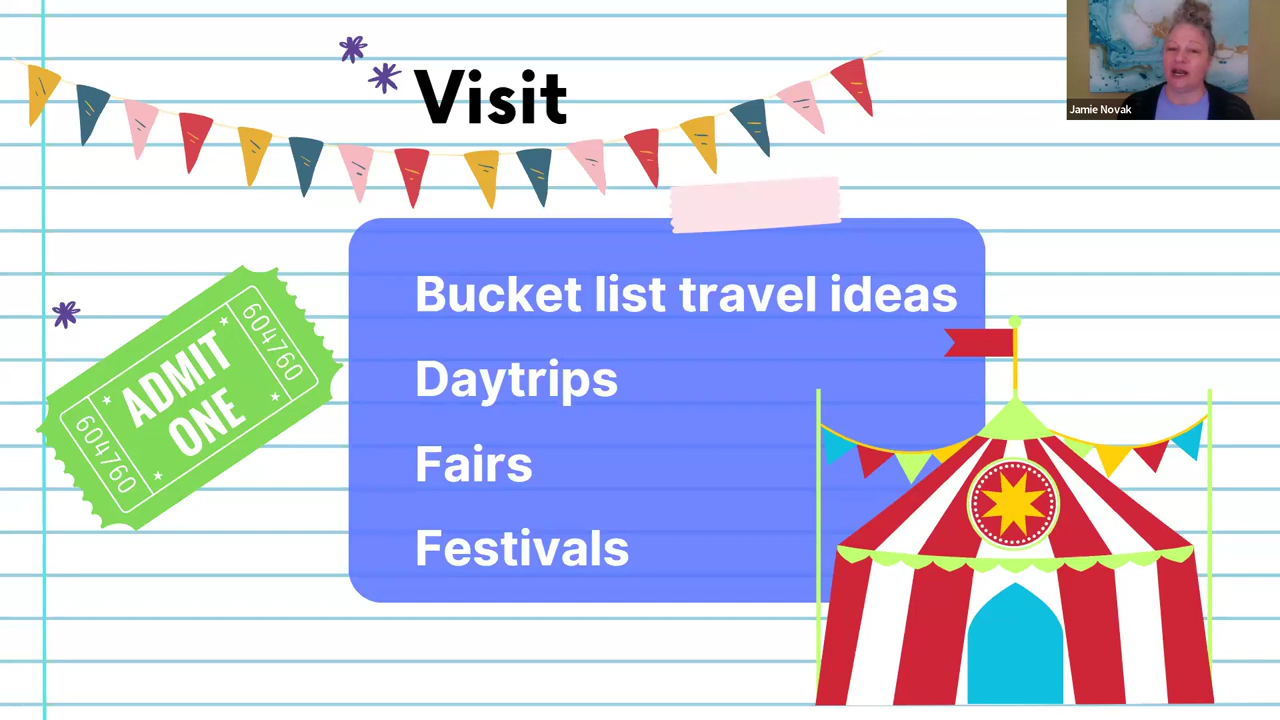 Visit
Jamie Novak
Bucket list travel ideas
Daytrips
Fairs
Festivals
604760
ADMIT
ONE
604760